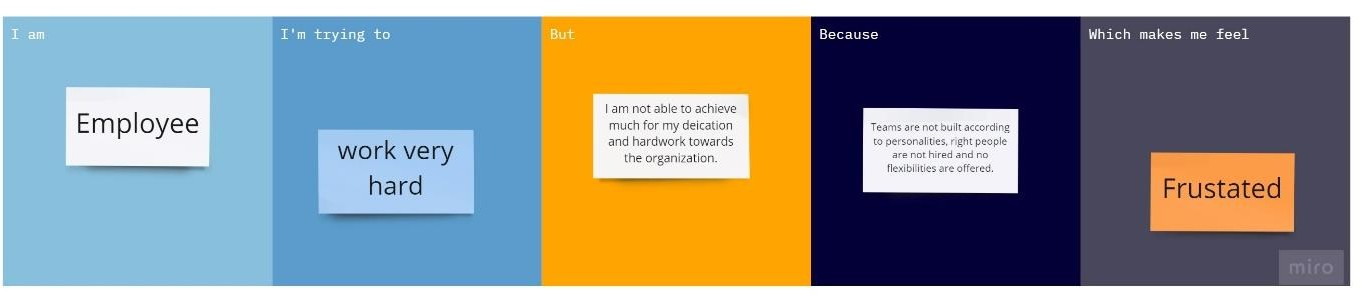 I am
Employee
I'm trying to
work very
hard
But
I am not able to achieve
much for my deication
and hardwork towards
the organization.
Because
Teams are not built according
to personalities, right people
are not hired and no
flexibilities are offered.
Which makes me feel
Frustated
miro